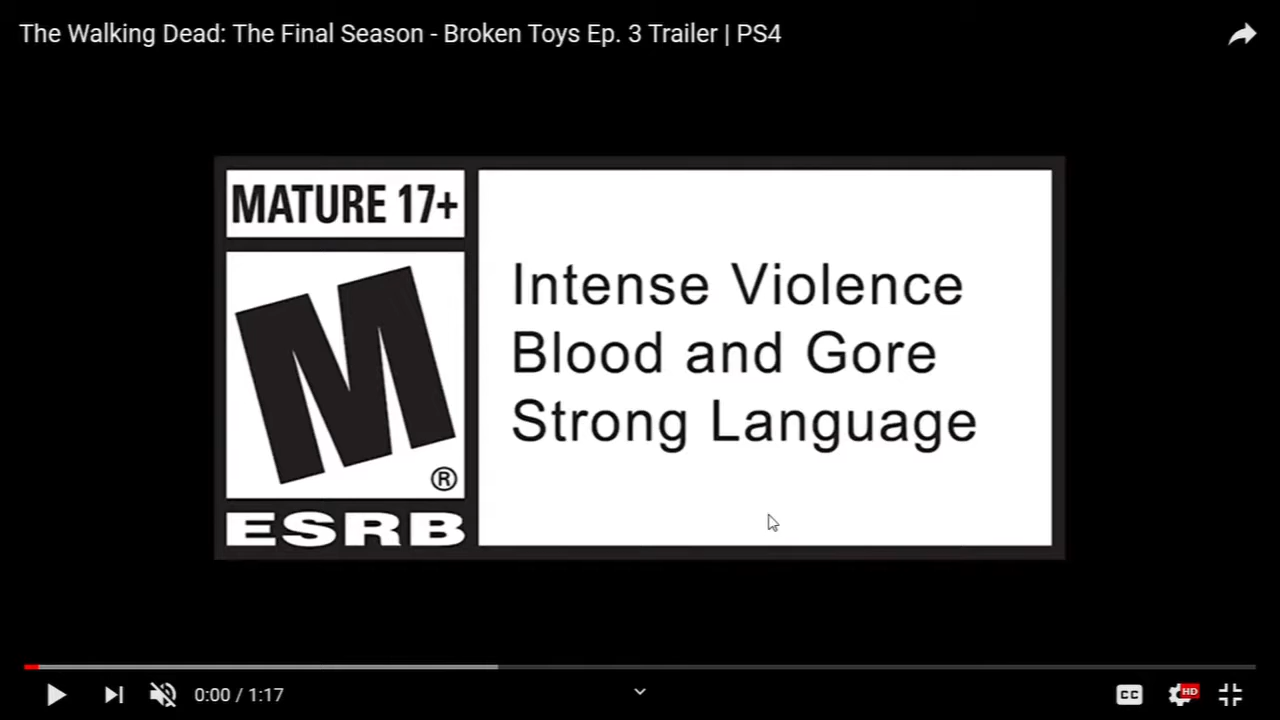 The Walking Dead: The Final Season - Broken Toys Ep. 3 Trailer | PS4
MATURE 17+
M®
ESRB
Intense Violence
Blood and Gore
Strong Language
0:00 / 1:17
CC
HD